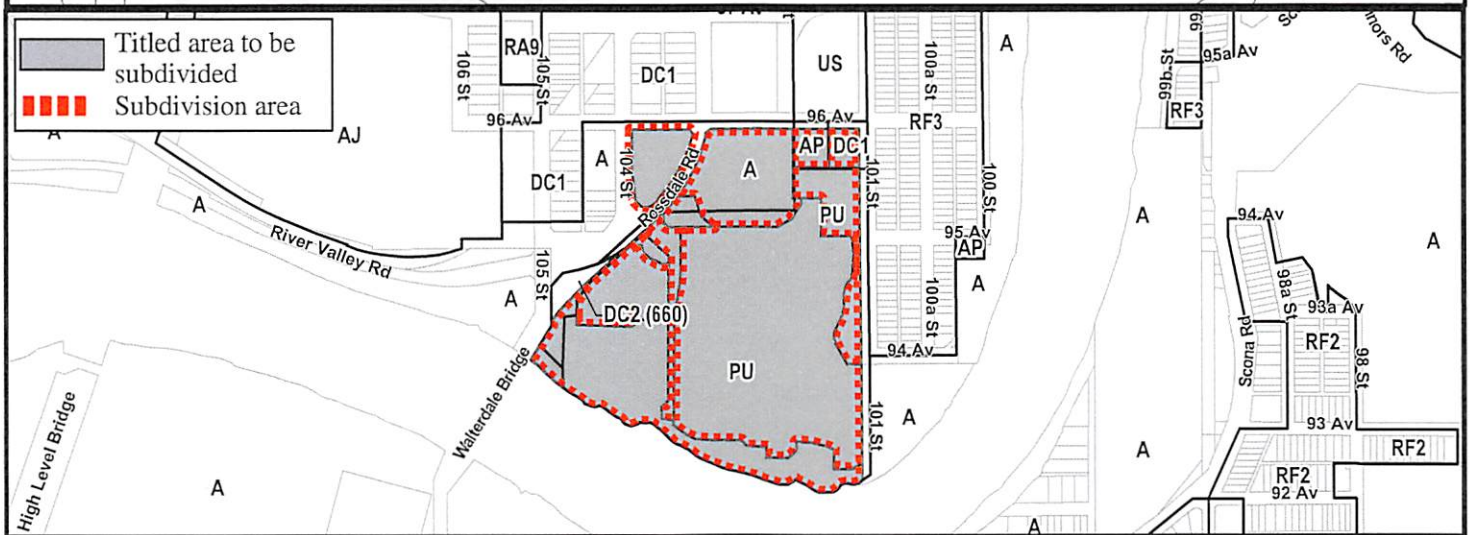 Titled area to be
subdivided
Subdivision area
A
AJ
106 St
RA9
105 St
DC1
US
96 Av
96 Av
A
DC1
104 St
Rossdale Rd
A
AP
DC1
PU
101 St
100a St
RF3
100 St
95 Av
AP
A
A
100a St
94 Av
A
River Valley Rd
105 St
A
DC2 (660)
PU
Walterdale Bridge
High Level Bridge
A
101 St
A
A
99b St
95a Av
RF3
A
94 Av
98a St
93a Av
RF2
98 St
Scona Rd
A
93 Av
RF2
RF2
92 Av
A
A